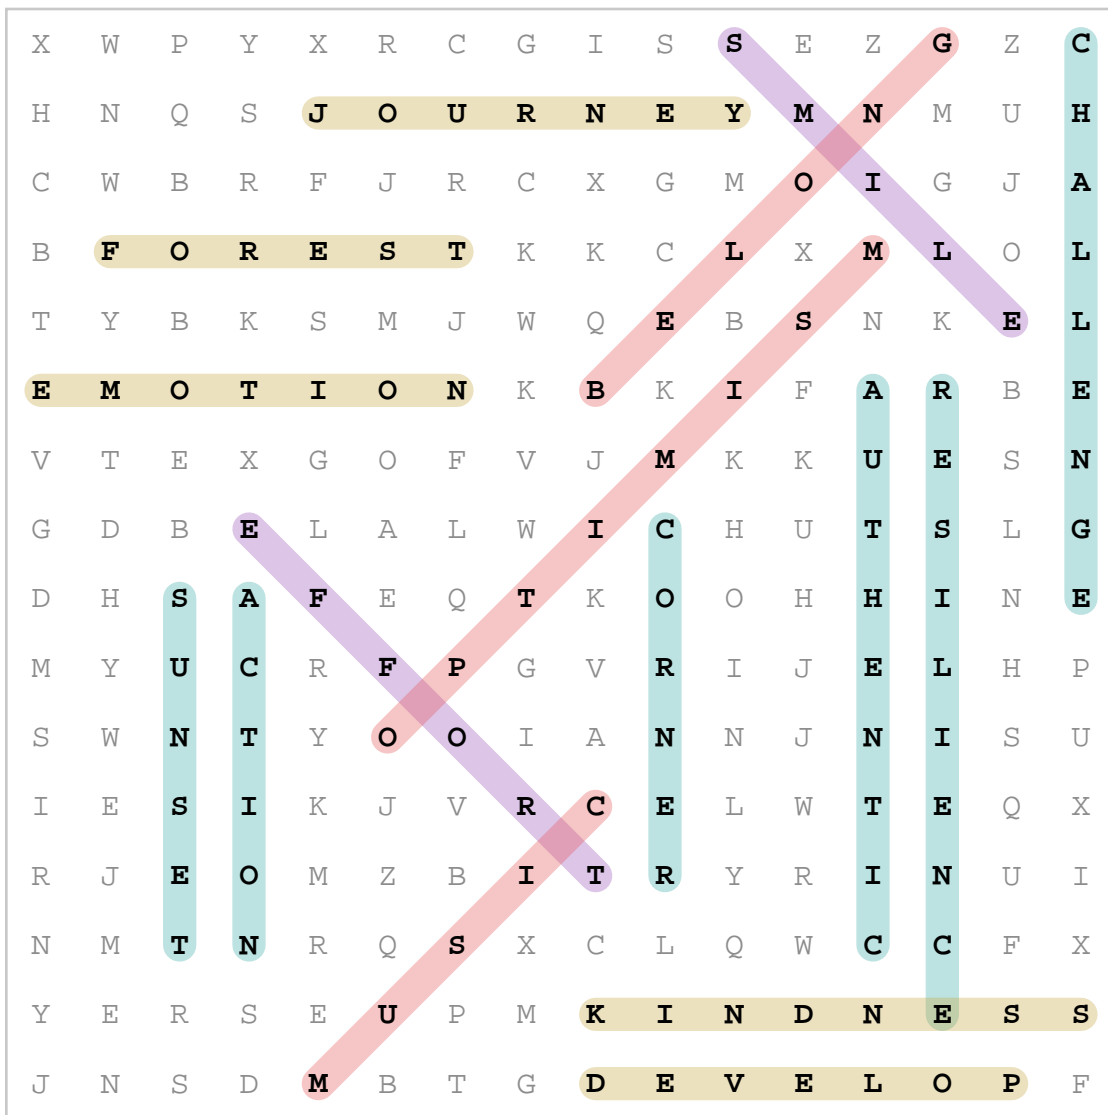 X W P Y X R C G I S S E Z G Z C
H N Q S J O U R N E Y M N M U H
C W B R F J R C X G M O I G J A
B F O R E S T K K C L X M L O L
T Y B K S M J W Q E B S N K E L
E M O T I O N K B K I F A R B E
V T E X G O F V J M K K U E S N
G D B E L A L W I C H U T S L G
D H S A F E Q T K O O H H I N E
M Y U C R F P G V R I J E L H P
S W N T Y O O I A N N J N I S U
I E S I K J V R C E L W T E Q X
R J E O M Z B I T R Y R I N U I
N M T N R Q S X C L Q W C C F X
Y E R S E U P M K I N D N E S S
J N S D M B T G D E V E L O P F